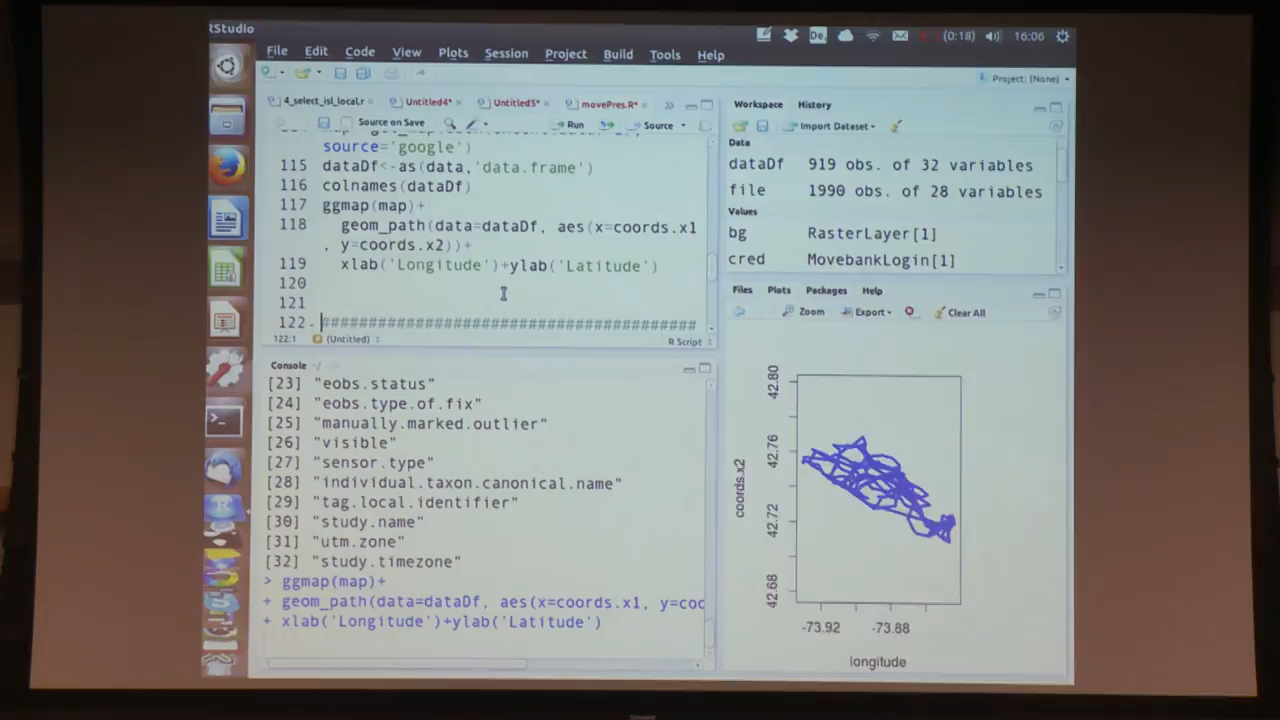 RStudio
De
(0:18)
16:06
File Edit Code View Plots Session Project Build Tools Help
Project: (None)
4_select_isl_local.r
Untitled4*
Untitled5*
movePres.R*
Source on Save
Run
Source
source='google')
115 dataDf<-as(data,'data.frame')
116 colnames(dataDf)
117 ggmap(map)+
118 geom_path(data=dataDf, aes(x=coords.x1
, y=coords.x2))+
119 xlab('Longitude')+ylab('Latitude')
120
121
122 ########################################
122:1 (Untitled)
R Script
Console ~/
[23] "eobs.status"
[24] "eobs.type.of.fix"
[25] "manually.marked.outlier"
[26] "visible"
[27] "sensor.type"
[28] "individual.taxon.canonical.name"
[29] "tag.local.identifier"
[30] "study.name"
[31] "utm.zone"
[32] "study.timezone"
> ggmap(map)+
+ geom_path(data=dataDf, aes(x=coords.x1, y=coo
+ xlab('Longitude')+ylab('Latitude')
Workspace History
Import Dataset
Data
dataDf 919 obs. of 32 variables
file 1990 obs. of 28 variables
Values
bg RasterLayer[1]
cred MovebankLogin[1]
Files Plots Packages Help
Zoom Export Clear All
42.80
42.76
42.72
42.68
coords.x2
-73.92 -73.88
longitude